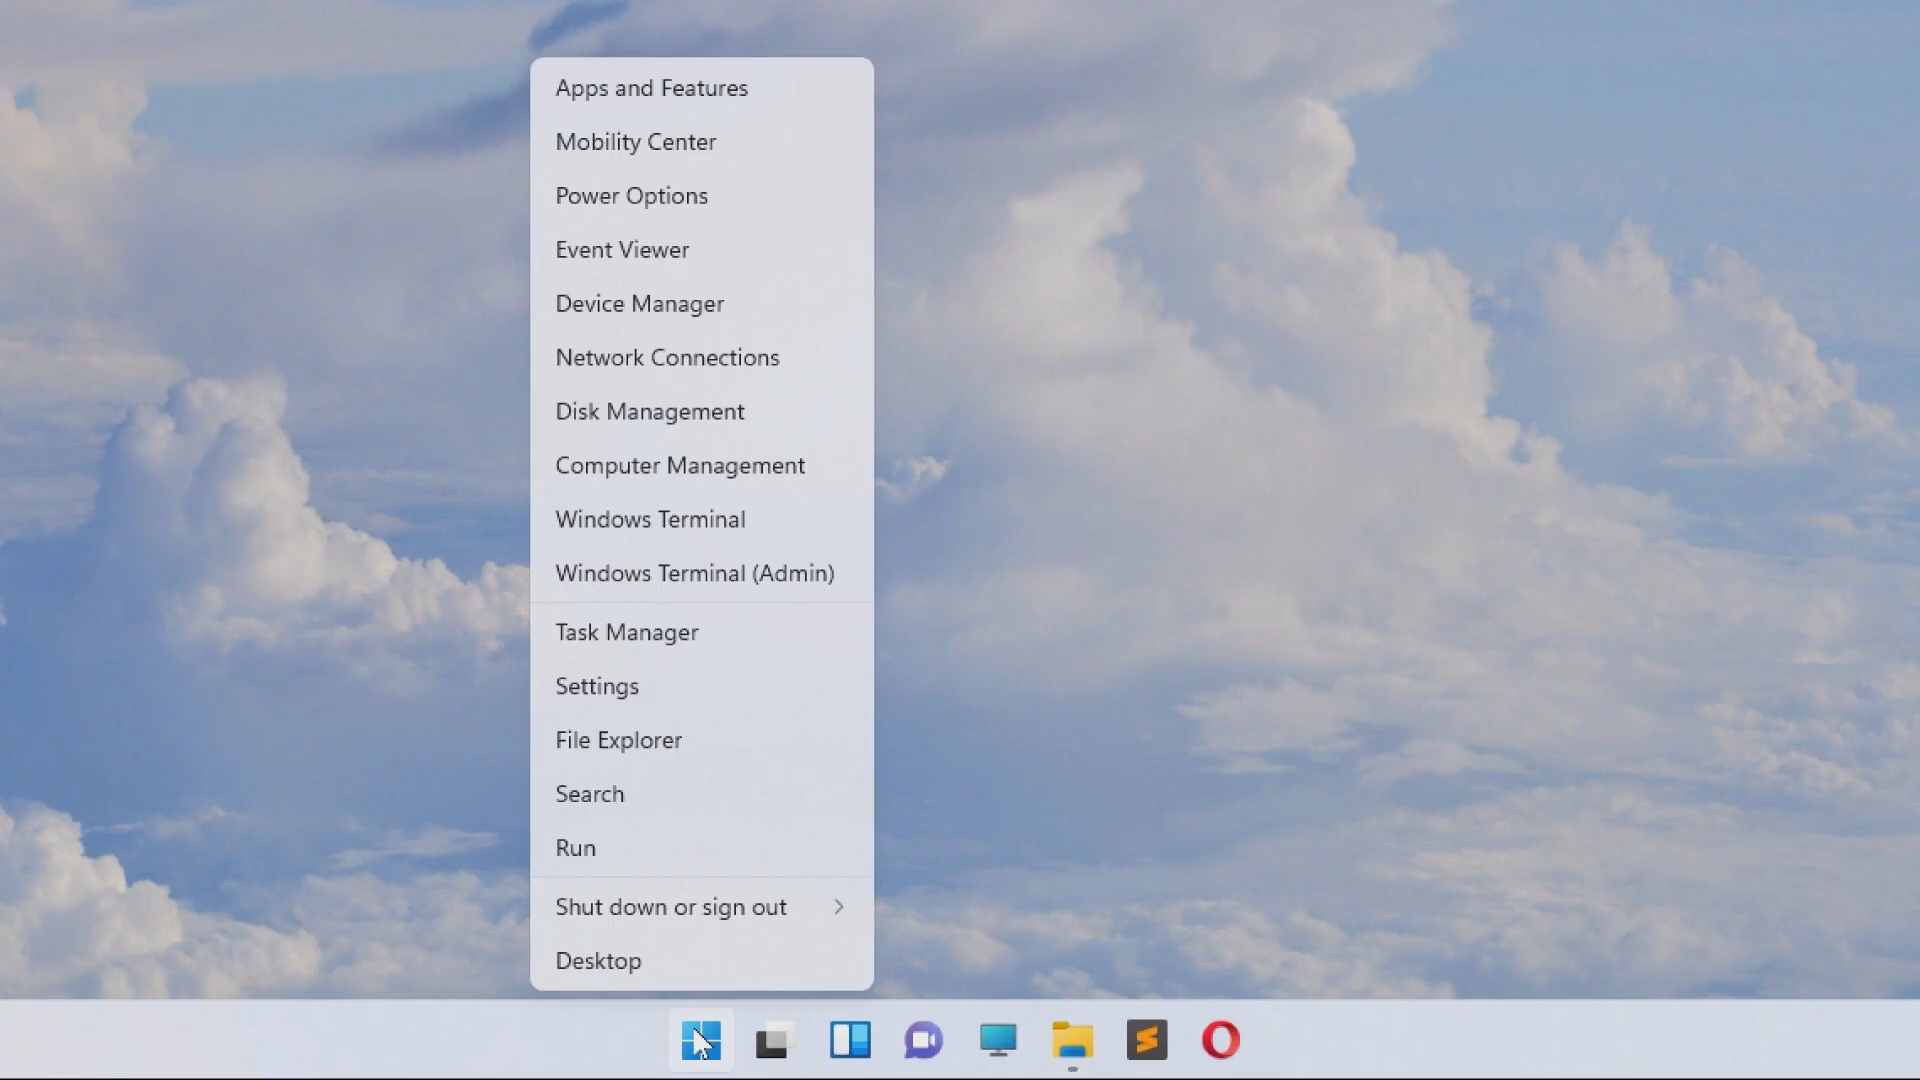 Apps and Features
Mobility Center
Power Options
Event Viewer
Device Manager
Network Connections
Disk Management
Computer Management
Windows Terminal
Windows Terminal (Admin)
Task Manager
Settings
File Explorer
Search
Run
Shut down or sign out
Desktop